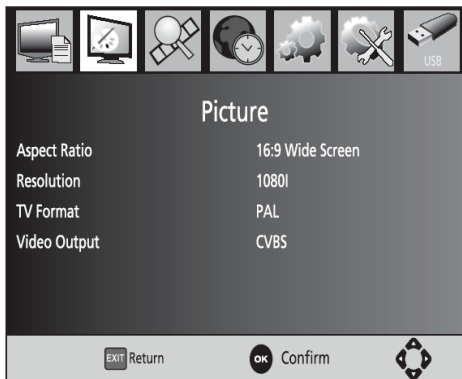 USB
Picture
Aspect Ratio 16:9 Wide Screen
Resolution 1080I
TV Format PAL
Video Output CVBS
EXIT Return OK Confirm